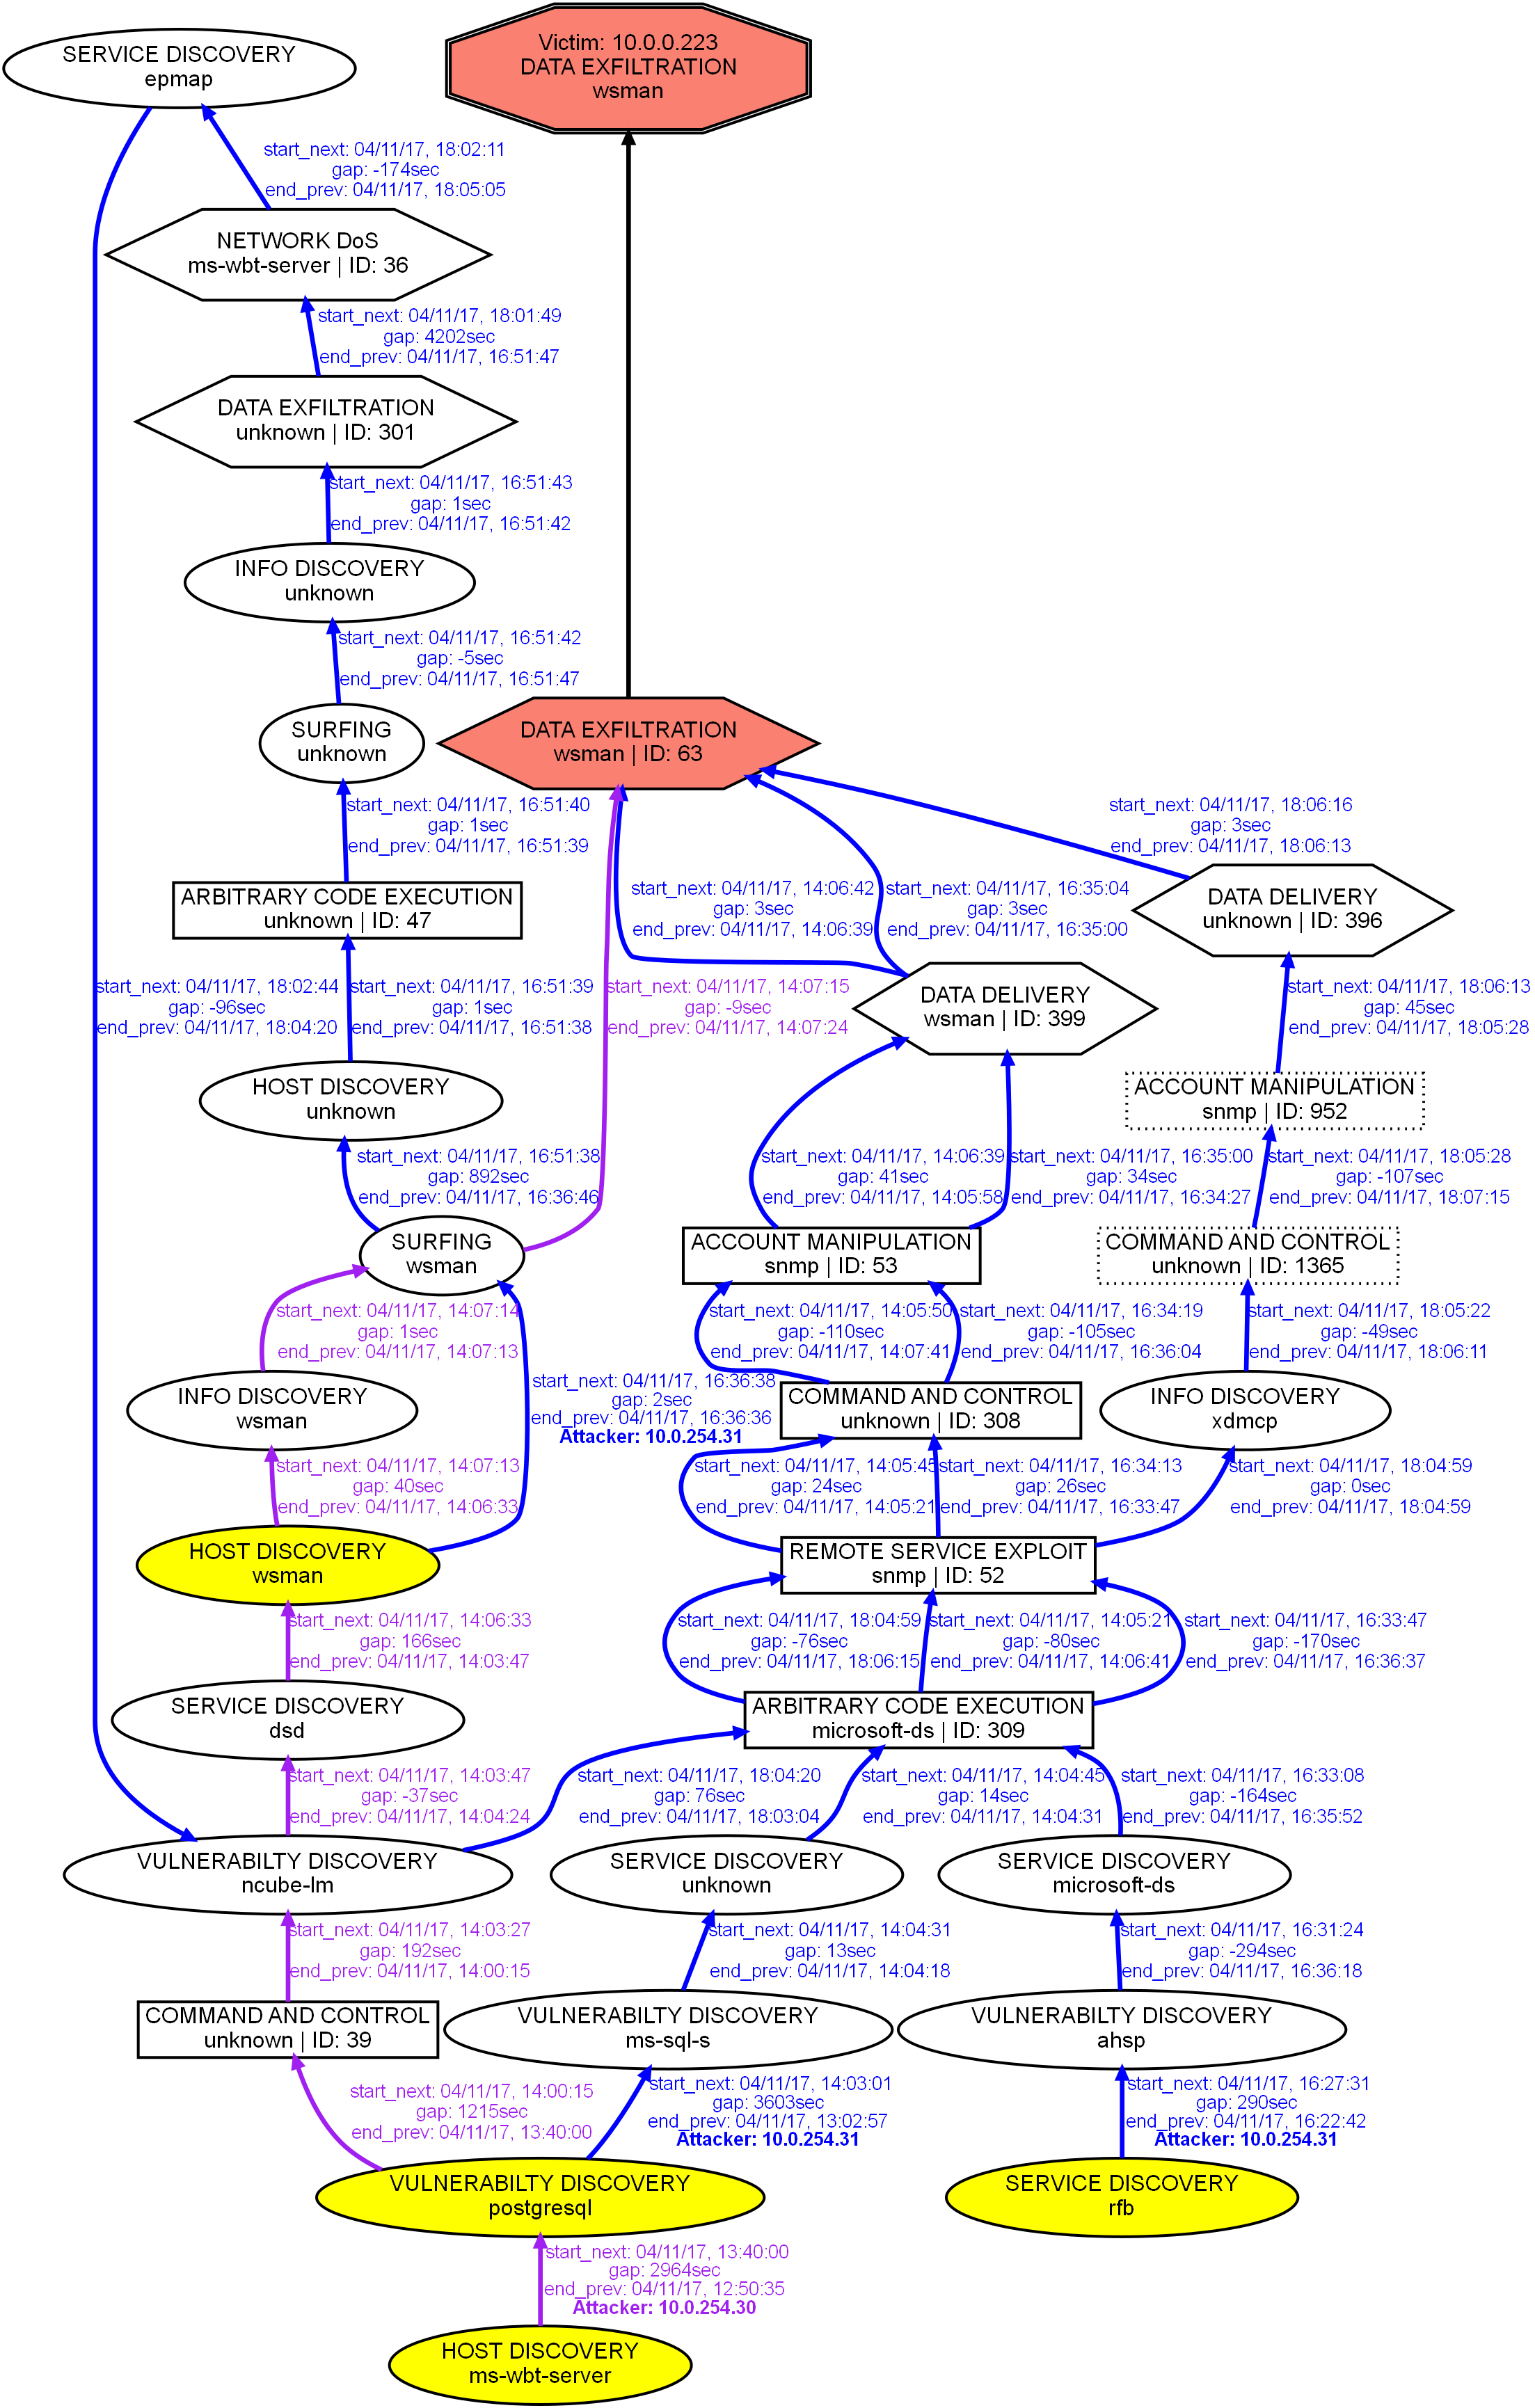 SERVICE DISCOVERY
epmap
Victim: 10.0.0.223
DATA EXFILTRATION
wsman
start_next: 04/11/17, 18:02:11
gap: -174sec
end_prev: 04/11/17, 18:05:05
NETWORK DoS
ms-wbt-server | ID: 36
start_next: 04/11/17, 18:01:49
gap: 4202sec
end_prev: 04/11/17, 16:51:47
DATA EXFILTRATION
unknown | ID: 301
start_next: 04/11/17, 16:51:43
gap: 1sec
end_prev: 04/11/17, 16:51:42
INFO DISCOVERY
unknown
start_next: 04/11/17, 16:51:42
gap: -5sec
end_prev: 04/11/17, 16:51:47
SURFING
unknown
DATA EXFILTRATION
wsman | ID: 63
start_next: 04/11/17, 16:51:40
gap: 1sec
end_prev: 04/11/17, 16:51:39
start_next: 04/11/17, 18:06:16
gap: 3sec
end_prev: 04/11/17, 18:06:13
ARBITRARY CODE EXECUTION
unknown | ID: 47
start_next: 04/11/17, 14:06:42
gap: 3sec
end_prev: 04/11/17, 14:06:39
start_next: 04/11/17, 16:35:04
gap: 3sec
end_prev: 04/11/17, 16:35:00
DATA DELIVERY
unknown | ID: 396
start_next: 04/11/17, 18:02:44
gap: -96sec
end_prev: 04/11/17, 18:04:20
start_next: 04/11/17, 16:51:39
gap: 1sec
end_prev: 04/11/17, 16:51:38
start_next: 04/11/17, 14:07:15
gap: -9sec
end_prev: 04/11/17, 14:07:24
DATA DELIVERY
wsman | ID: 399
start_next: 04/11/17, 18:06:13
gap: 45sec
end_prev: 04/11/17, 18:05:28
HOST DISCOVERY
unknown
ACCOUNT MANIPULATION
snmp | ID: 952
start_next: 04/11/17, 16:51:38
gap: 892sec
end_prev: 04/11/17, 16:36:46
start_next: 04/11/17, 14:06:39
gap: 41sec
end_prev: 04/11/17, 14:05:58
start_next: 04/11/17, 16:35:00
gap: 34sec
end_prev: 04/11/17, 16:34:27
start_next: 04/11/17, 18:05:28
gap: -107sec
end_prev: 04/11/17, 18:07:15
SURFING
wsman
ACCOUNT MANIPULATION
snmp | ID: 53
COMMAND AND CONTROL
unknown | ID: 1365
start_next: 04/11/17, 14:07:14
gap: 1sec
end_prev: 04/11/17, 14:07:13
start_next: 04/11/17, 14:05:50
gap: -110sec
end_prev: 04/11/17, 14:07:41
start_next: 04/11/17, 16:34:19
gap: -105sec
end_prev: 04/11/17, 16:36:04
start_next: 04/11/17, 18:05:22
gap: -49sec
end_prev: 04/11/17, 18:06:11
INFO DISCOVERY
wsman
start_next: 04/11/17, 16:36:38
gap: 2sec
end_prev: 04/11/17, 16:36:36
Attacker: 10.0.254.31
COMMAND AND CONTROL
unknown | ID: 308
INFO DISCOVERY
xdmcp
start_next: 04/11/17, 14:07:13
gap: 40sec
end_prev: 04/11/17, 14:06:33
start_next: 04/11/17, 14:05:45
gap: 24sec
end_prev: 04/11/17, 14:05:21
start_next: 04/11/17, 16:34:13
gap: 26sec
end_prev: 04/11/17, 16:33:47
start_next: 04/11/17, 18:04:59
gap: 0sec
end_prev: 04/11/17, 18:04:59
HOST DISCOVERY
wsman
REMOTE SERVICE EXPLOIT
snmp | ID: 52
start_next: 04/11/17, 14:06:33
gap: 166sec
end_prev: 04/11/17, 14:03:47
start_next: 04/11/17, 18:04:59
gap: -76sec
end_prev: 04/11/17, 18:06:15
start_next: 04/11/17, 14:05:21
gap: -80sec
end_prev: 04/11/17, 14:06:41
start_next: 04/11/17, 16:33:47
gap: -170sec
end_prev: 04/11/17, 16:36:37
SERVICE DISCOVERY
dsd
ARBITRARY CODE EXECUTION
microsoft-ds | ID: 309
start_next: 04/11/17, 14:03:47
gap: -37sec
end_prev: 04/11/17, 14:04:24
start_next: 04/11/17, 18:04:20
gap: 76sec
end_prev: 04/11/17, 18:03:04
start_next: 04/11/17, 14:04:45
gap: 14sec
end_prev: 04/11/17, 14:04:31
start_next: 04/11/17, 16:33:08
gap: -164sec
end_prev: 04/11/17, 16:35:52
VULNERABILTY DISCOVERY
ncube-lm
SERVICE DISCOVERY
unknown
SERVICE DISCOVERY
microsoft-ds
start_next: 04/11/17, 14:03:27
gap: 192sec
end_prev: 04/11/17, 14:00:15
start_next: 04/11/17, 14:04:31
gap: 13sec
end_prev: 04/11/17, 14:04:18
start_next: 04/11/17, 16:31:24
gap: -294sec
end_prev: 04/11/17, 16:36:18
COMMAND AND CONTROL
unknown | ID: 39
VULNERABILTY DISCOVERY
ms-sql-s
VULNERABILTY DISCOVERY
ahsp
start_next: 04/11/17, 14:00:15
gap: 1215sec
end_prev: 04/11/17, 13:40:00
start_next: 04/11/17, 14:03:01
gap: 3603sec
end_prev: 04/11/17, 13:02:57
Attacker: 10.0.254.31
start_next: 04/11/17, 16:27:31
gap: 290sec
end_prev: 04/11/17, 16:22:42
Attacker: 10.0.254.31
VULNERABILTY DISCOVERY
postgresql
SERVICE DISCOVERY
rfb
start_next: 04/11/17, 13:40:00
gap: 2964sec
end_prev: 04/11/17, 12:50:35
Attacker: 10.0.254.30
HOST DISCOVERY
ms-wbt-server